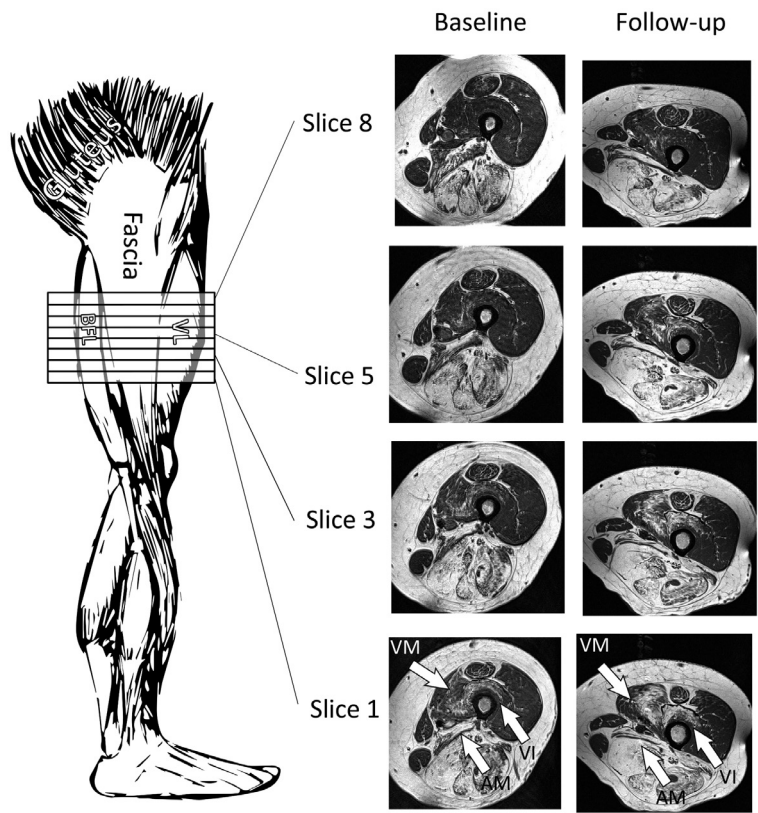 Baseline
Follow-up
Slice 8
Gluteus
Fascia
BFL
VL
Slice 5
Slice 3
VM
VM
Slice 1
VI
AM
VI
AM